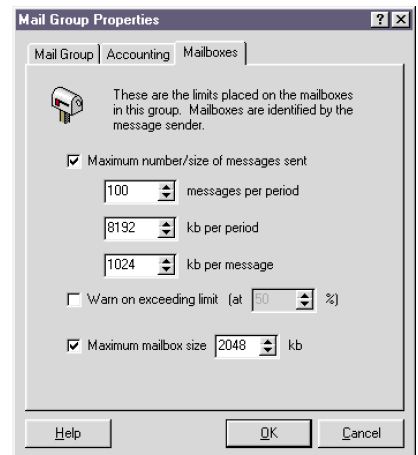 Mail Group Properties
Mail Group Accounting Mailboxes
These are the limits placed on the mailboxes
in this group. Mailboxes are identified by the
message sender.
Maximum number/size of messages sent
100 messages per period
8192 kb per period
1024 kb per message
Warn on exceeding limit (at 50 %)
Maximum mailbox size 2048 kb
Help OK Cancel